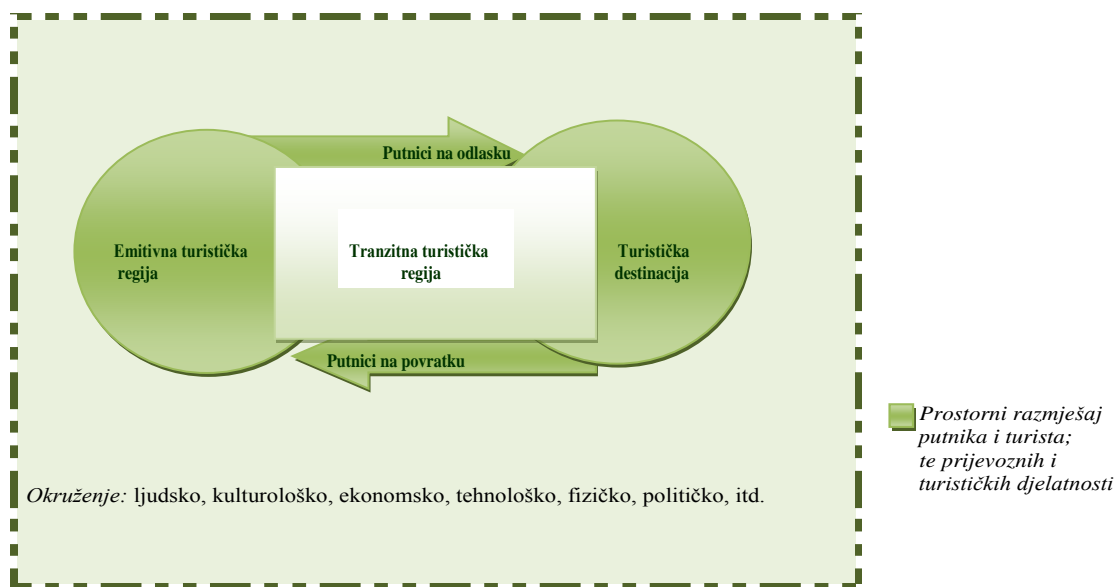 Putnici na odlasku
Emitivna turistička
regija
Tranzitna turistička
regija
Turistička
destinacija
Putnici na povratku
Prostorni razmješaj
putnika i turista;
te prijevoznih i
turističkih djelatnosti
Okruženje: ljudsko, kulturološko, ekonomsko, tehnološko, fizičko, političko, itd.